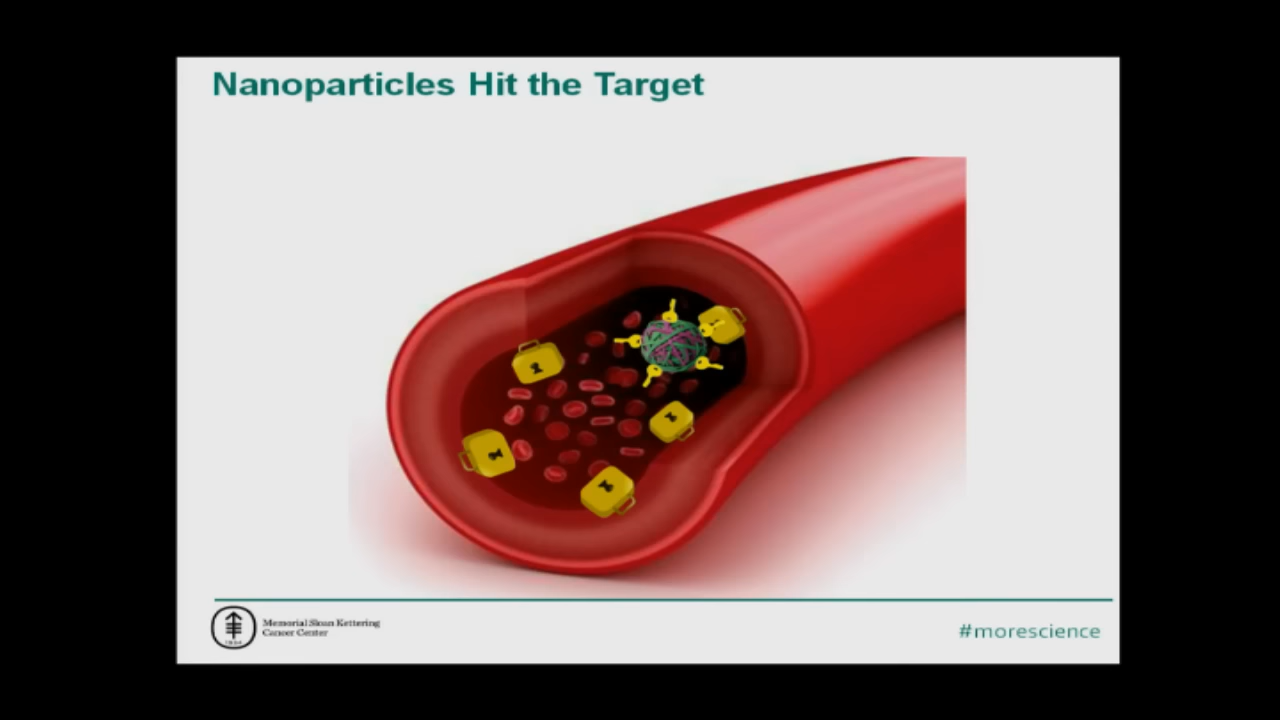 Nanoparticles Hit the Target
Memorial Sloan Kettering
Cancer Center
#morescience